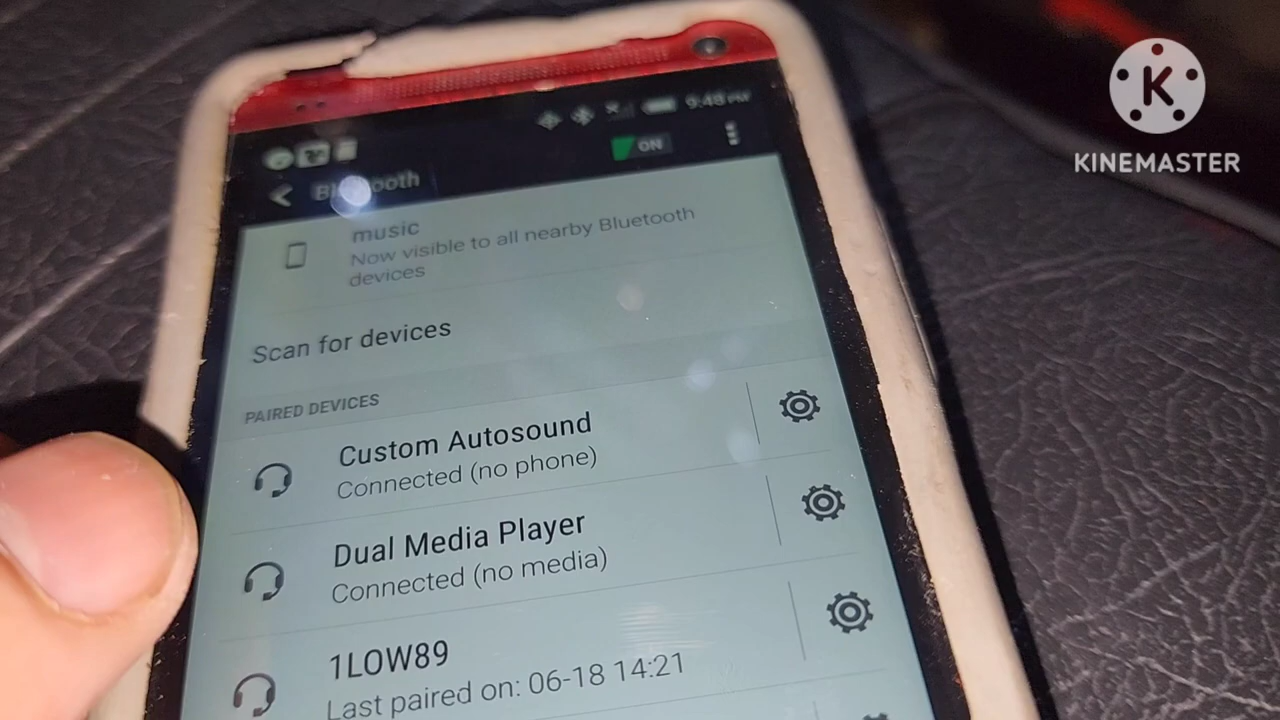 K
KINEMASTER
9:48 PM
ON
Bluetooth
music
Now visible to all nearby Bluetooth
devices
Scan for devices
PAIRED DEVICES
Custom Autosound
Connected (no phone)
Dual Media Player
Connected (no media)
1LOW89
Last paired on: 06-18 14:21